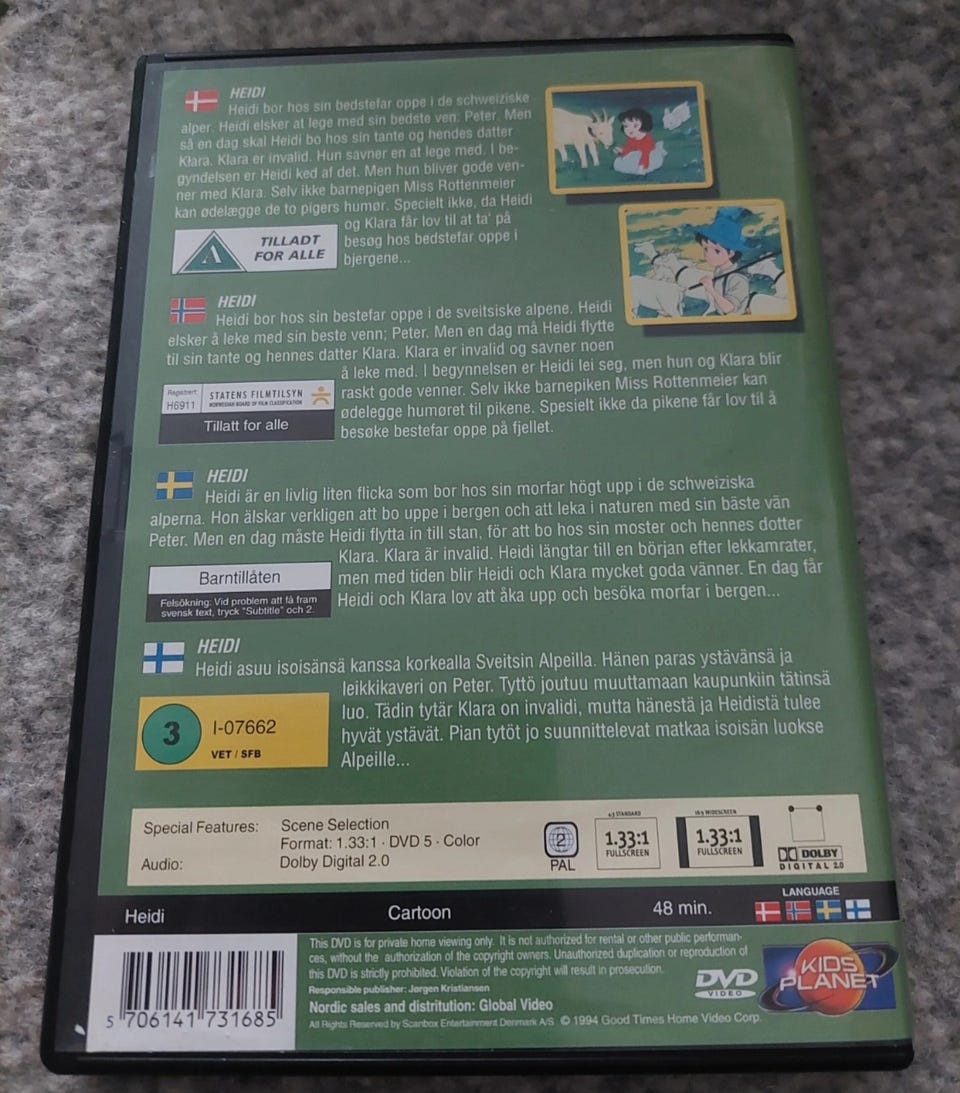 HEIDI
Heidi bor hos sin bedstefar oppe i de schweiziske
alper. Heidi elsker at lege med sin bedste ven: Peter. Men
så en dag skal Heidi bo hos sin tante og hendes datter
Klara. Klara er invalid. Hun savner en at lege med. I be-
gyndelsen er Heidi ked af det. Men hun bliver gode ven-
ner med Klara. Selv ikke barnepigen Miss Rottenmeier
kan ødelægge de to pigers humør. Specielt ikke, da Heidi
og Klara får lov til at ta' på
besøg hos bedstefar oppe i
bjergene...
A
TILLADT
FOR ALLE
HEIDI
Heidi bor hos sin bestefar oppe i de sveitsiske alpene. Heidi
elsker å leke med sin beste venn; Peter. Men en dag må Heidi flytte
til sin tante og hennes datter Klara. Klara er invalid og savner noen
å leke med. I begynnelsen er Heidi lei seg, men hun og Klara blir
raskt gode venner. Selv ikke barnepiken Miss Rottenmeier kan
ødelegge humøret til pikene. Spesielt ikke da pikene får lov til å
besøke bestefar oppe på fjellet.
Registrert:
H6911
STATENS FILMTILSYN
NORWEGIAN BOARD OF FILM CLASSIFICATION
Tillatt for alle
HEIDI
Heidi är en livlig liten flicka som bor hos sin morfar högt upp i de schweiziska
alperna. Hon älskar verkligen att bo uppe i bergen och att leka i naturen med sin bäste vän
Peter. Men en dag måste Heidi flytta in till stan, för att bo hos sin moster och hennes dotter
Klara. Klara är invalid. Heidi längtar till en början efter lekkamrater,
men med tiden blir Heidi och Klara mycket goda vänner. En dag får
Heidi och Klara lov att åka upp och besöka morfar i bergen...
Barntillåten
Felsökning: Vid problem att få fram
svensk text, tryck "Subtitle" och 2.
HEIDI
Heidi asuu isoisänsä kanssa korkealla Sveitsin Alpeilla. Hänen paras ystävänsä ja
leikkikaveri on Peter. Tyttö joutuu muuttamaan kaupunkiin tätinsä
luo. Tädin tytär Klara on invalidi, mutta hänestä ja Heidistä tulee
hyvät ystävät. Pian tytöt jo suunnittelevat matkaa isoisän luokse
Alpeille...
3
I-07662
VET / SFB
Special Features: Scene Selection
Format: 1.33:1 · DVD 5 · Color
Audio: Dolby Digital 2.0
2
PAL
4:3 STANDARD
1.33:1
FULLSCREEN
16:9 WIDESCREEN
1.33:1
FULLSCREEN
DOLBY
DIGITAL 2.0
Heidi Cartoon 48 min.
LANGUAGE
5 706141 731685
This DVD is for private home viewing only. It is not authorized for rental or other public performan-
ces, without the authorization of the copyright owners. Unauthorized duplication or reproduction of
this DVD is strictly prohibited. Violation of the copyright will result in prosecution.
Responsible publisher: Jørgen Kristiansen
Nordic sales and distritution: Global Video
All Rights Reserved by Scanbox Entertainment Denmark A/S © 1994 Good Times Home Video Corp.
DVD
VIDEO
KIDS
PLANET